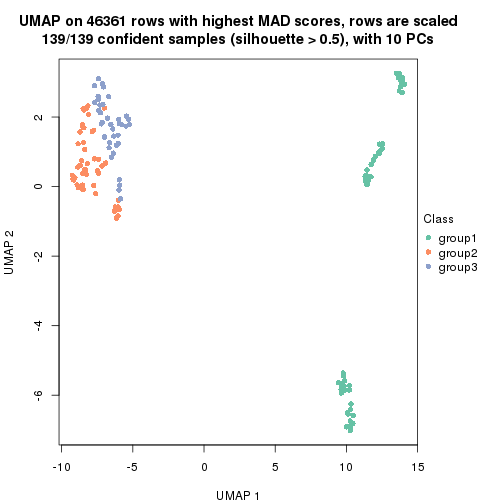 UMAP on 46361 rows with highest MAD scores, rows are scaled
139/139 confident samples (silhouette > 0.5), with 10 PCs
2
0
-2
-4
-6
UMAP 2
-10
-5
0
5
10
15
UMAP 1
Class
group1
group2
group3